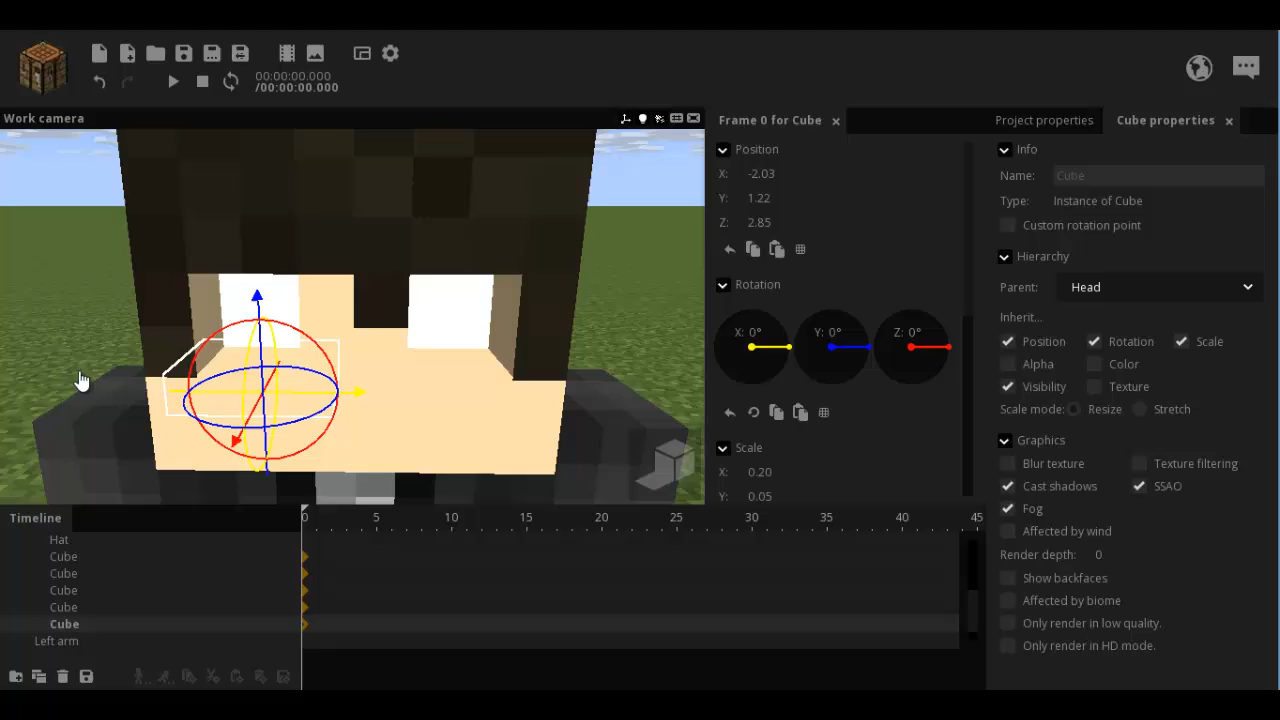 00:00:00.000
/00:00:00.000
Work camera
Frame 0 for Cube
Project properties
Cube properties
Position
X: -2.03
Y: 1.22
Z: 2.85
Rotation
X: 0°
Y: 0°
Z: 0°
Scale
X: 0.20
Y: 0.05
Info
Name: Cube
Type: Instance of Cube
Custom rotation point
Hierarchy
Parent: Head
Inherit...
Position Rotation Scale
Alpha Color
Visibility Texture
Scale mode: Resize Stretch
Graphics
Blur texture Texture filtering
Cast shadows SSAO
Fog
Affected by wind
Render depth: 0
Show backfaces
Affected by biome
Only render in low quality.
Only render in HD mode.
Timeline
0 5 10 15 20 25 30 35 40 45
Hat
Cube
Cube
Cube
Cube
Cube
Left arm